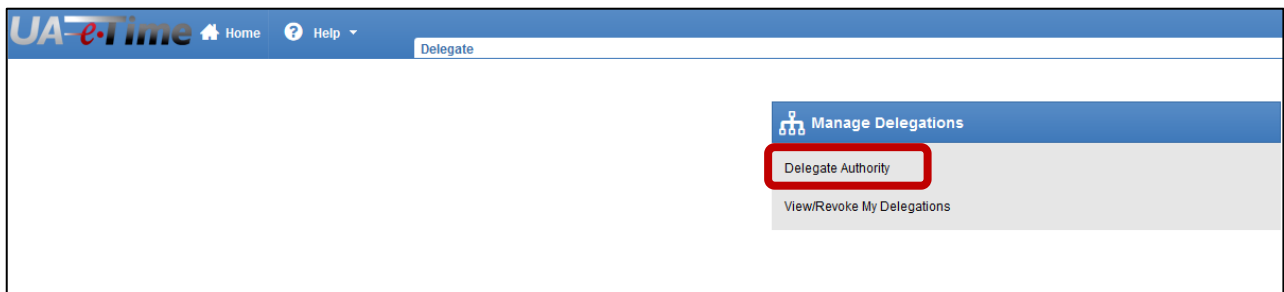 UA-e•Time Home ? Help
Delegate
Manage Delegations
Delegate Authority
View/Revoke My Delegations